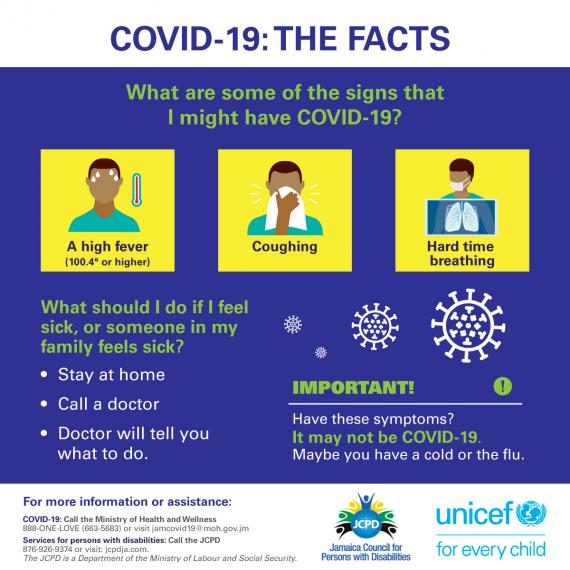 COVID-19: THE FACTS
What are some of the signs that
I might have COVID-19?
A high fever
(100.4° or higher)
Coughing
Hard time
breathing
What should I do if I feel
sick, or someone in my
family feels sick?
• Stay at home
• Call a doctor
• Doctor will tell you
what to do.
IMPORTANT! !
Have these symptoms?
It may not be COVID-19.
Maybe you have a cold or the flu.
For more information or assistance:
COVID-19: Call the Ministry of Health and Wellness
888-ONE-LOVE (663-5683) or visit jamcovid19@moh.gov.jm
Services for persons with disabilities: Call the JCPD
876-926-9374 or visit: jcpdja.com.
The JCPD is a Department of the Ministry of Labour and Social Security.
JCPD
Jamaica Council for
Persons with Disabilities
unicef
for every child